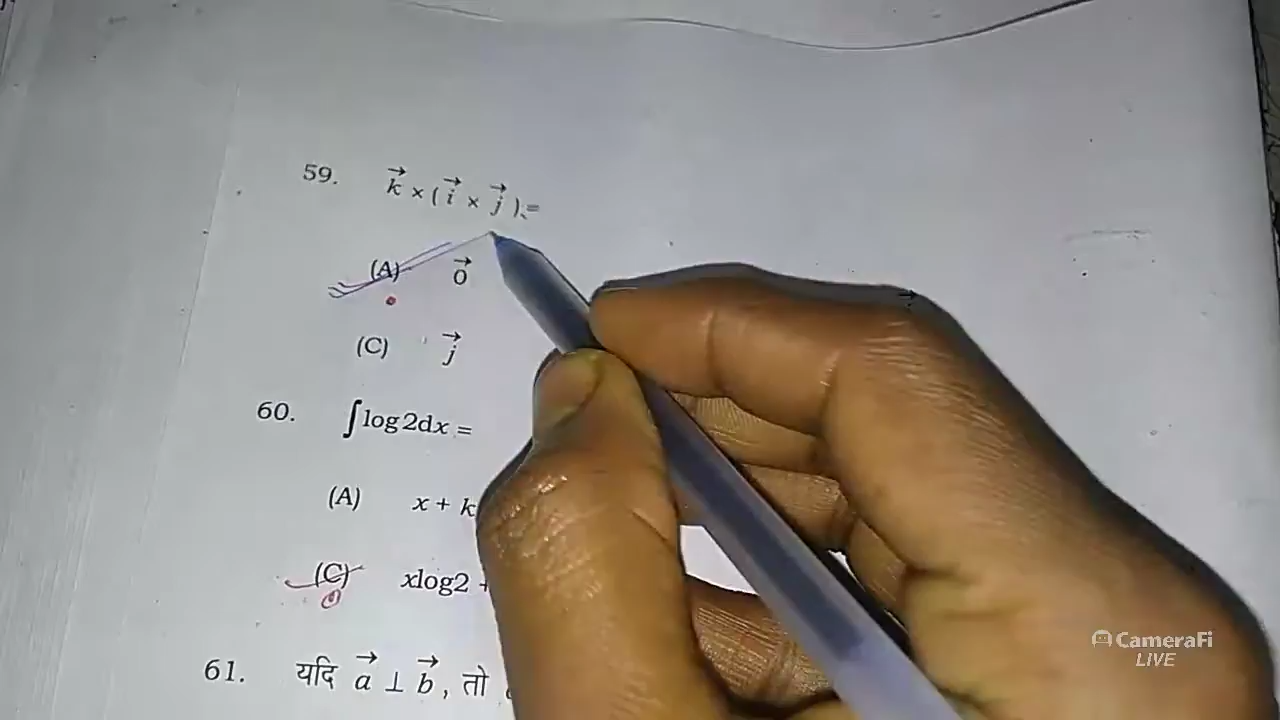 59. k⃗ × (i⃗ × j⃗) =
(A) 0⃗
(C) j⃗
60. ∫log2dx =
(A) x + k
(C) xlog2 +
61. यदि a⃗ ⊥ b⃗, तो
CameraFi
LIVE